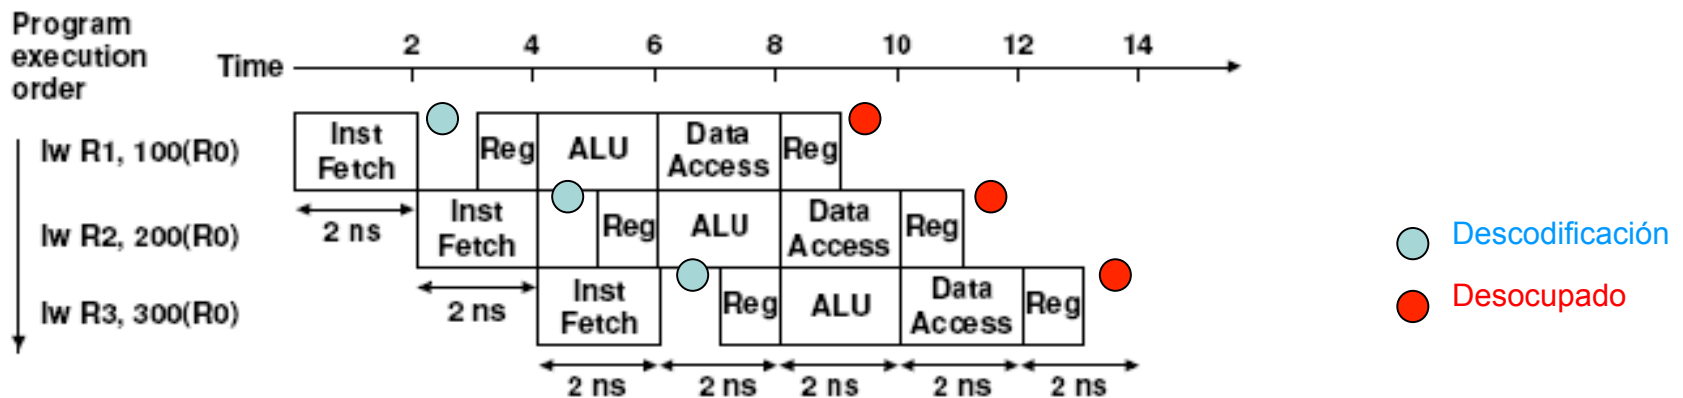 Program
execution
order
Time
2 4 6 8 10 12 14
lw R1, 100(R0)
Inst
Fetch
Reg
ALU
Data
Access
Reg
2 ns
lw R2, 200(R0)
Inst
Fetch
Reg
ALU
Data
Access
Reg
2 ns
lw R3, 300(R0)
Inst
Fetch
Reg
ALU
Data
Access
Reg
2 ns 2 ns 2 ns 2 ns 2 ns
Descodificación
Desocupado